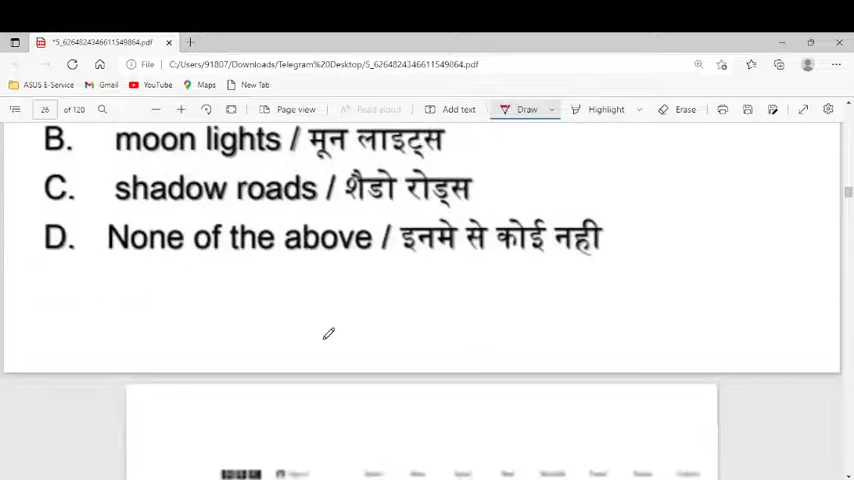 *5_6264824346611549864.pdf
File C:/Users/91807/Downloads/Telegram%20Desktop/5_6264824346611549864.pdf
ASUS E-Service Gmail YouTube Maps New Tab
26 of 120 Page view Read aloud Add text Draw Highlight Erase
B. moon lights / मून लाइट्स
C. shadow roads / शैडो रोड्स
D. None of the above / इनमे से कोई नही